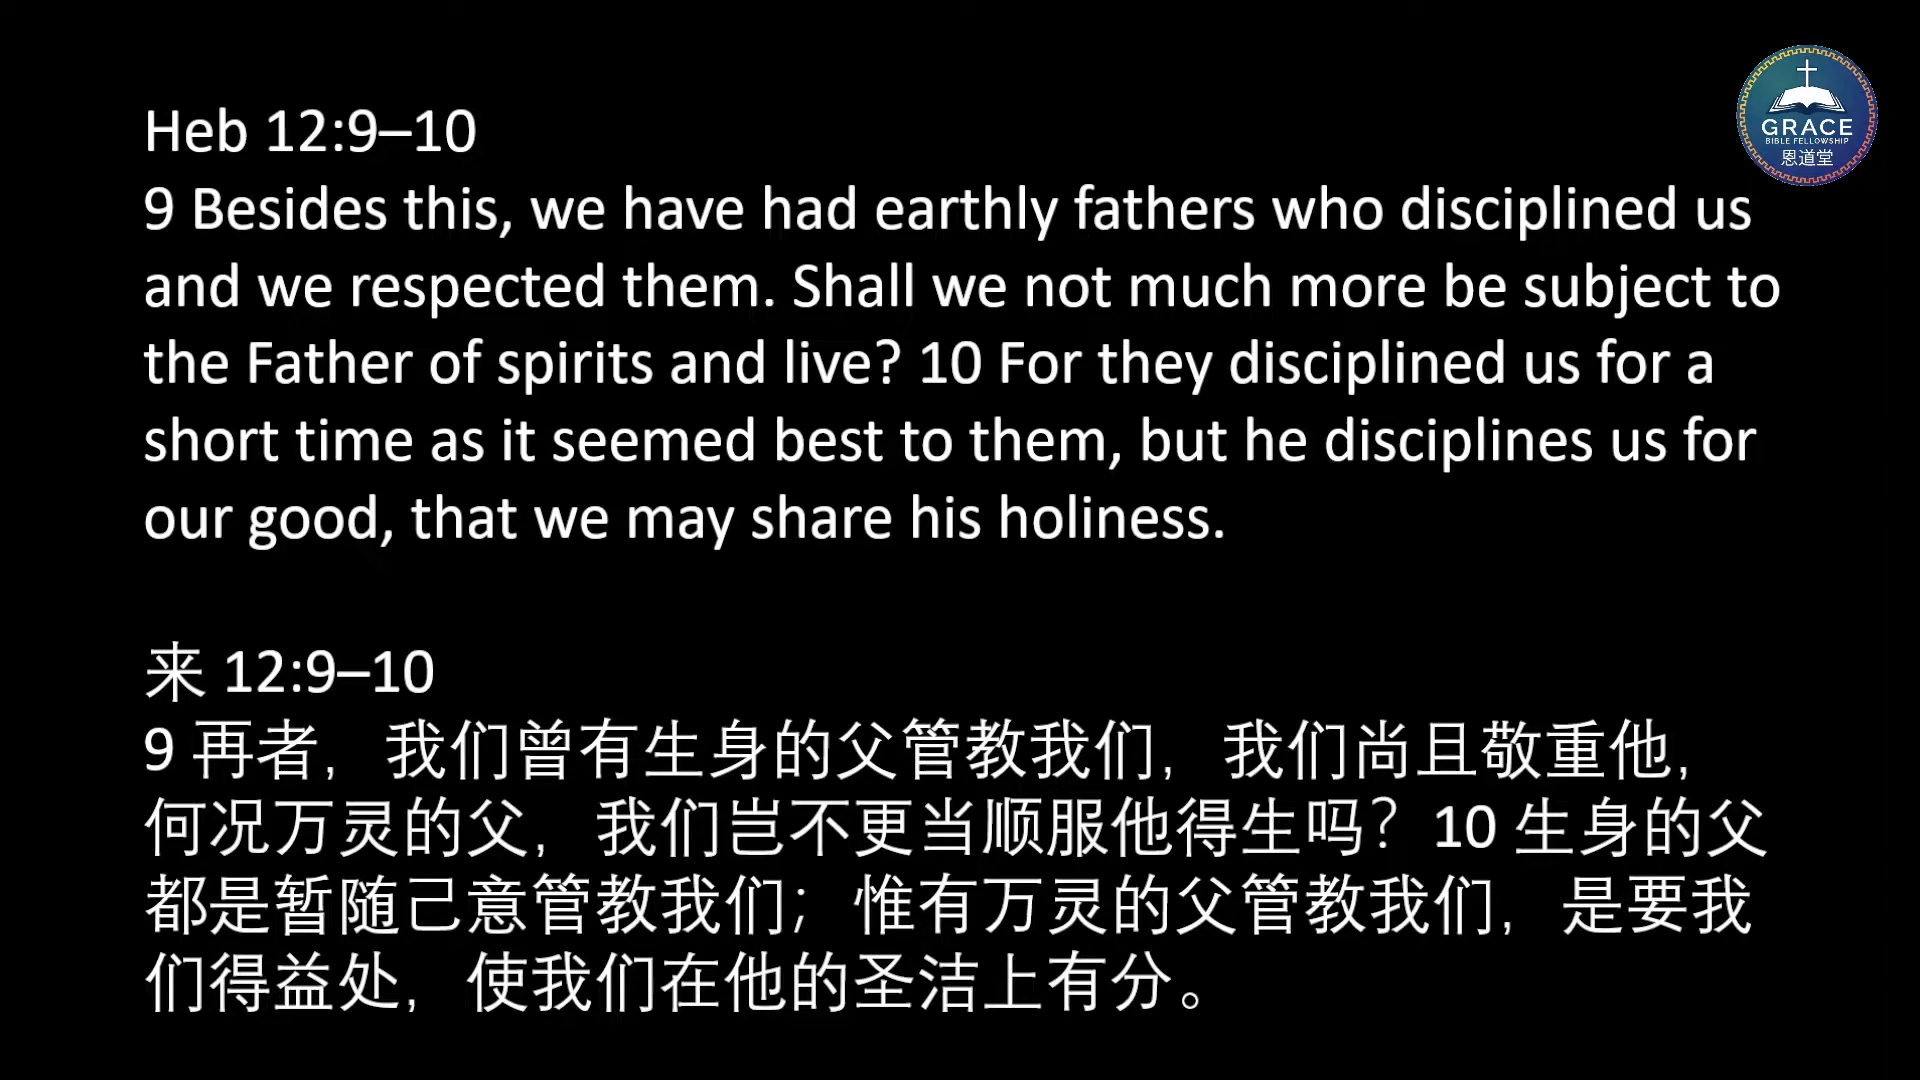 GRACE
BIBLE FELLOWSHIP
恩道堂
Heb 12:9–10
9 Besides this, we have had earthly fathers who disciplined us
and we respected them. Shall we not much more be subject to
the Father of spirits and live? 10 For they disciplined us for a
short time as it seemed best to them, but he disciplines us for
our good, that we may share his holiness.
来 12:9–10
9 再者，我们曾有生身的父管教我们，我们尚且敬重他，
何况万灵的父，我们岂不更当顺服他得生吗？10 生身的父
都是暂随己意管教我们；惟有万灵的父管教我们，是要我
们得益处，使我们在他的圣洁上有分。